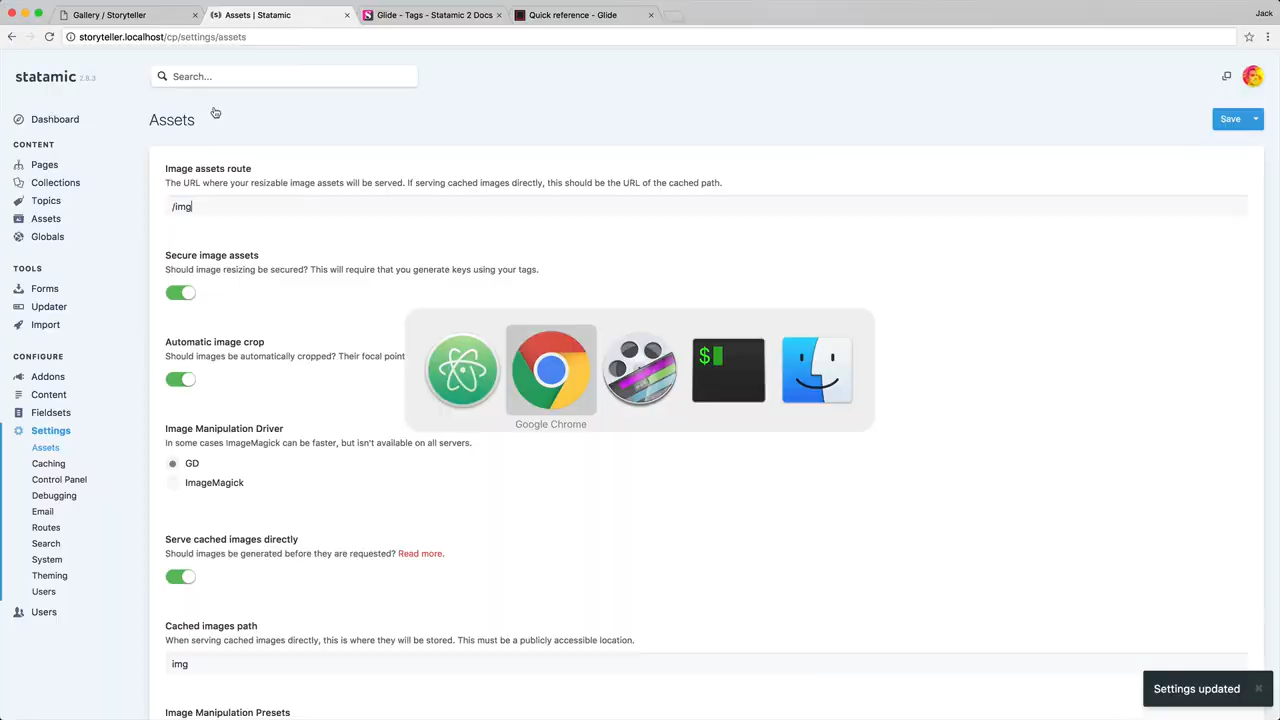 Gallery / Storyteller
Assets | Statamic
Glide - Tags - Statamic 2 Docs
Quick reference - Glide
Jack
storyteller.localhost/cp/settings/assets
statamic 2.8.3
Search...
Assets
Save
Dashboard
CONTENT
Pages
Collections
Topics
Assets
Globals
TOOLS
Forms
Updater
Import
CONFIGURE
Addons
Content
Fieldsets
Settings
Assets
Caching
Control Panel
Debugging
Email
Routes
Search
System
Theming
Users
Users
Image assets route
The URL where your resizable image assets will be served. If serving cached images directly, this should be the URL of the cached path.
/img
Secure image assets
Should image resizing be secured? This will require that you generate keys using your tags.
Automatic image crop
Should images be automatically cropped? Their focal point
Image Manipulation Driver
In some cases ImageMagick can be faster, but isn't available on all servers.
GD
ImageMagick
Serve cached images directly
Should images be generated before they are requested? Read more.
Cached images path
When serving cached images directly, this is where they will be stored. This must be a publicly accessible location.
img
Image Manipulation Presets
$
Google Chrome
Settings updated